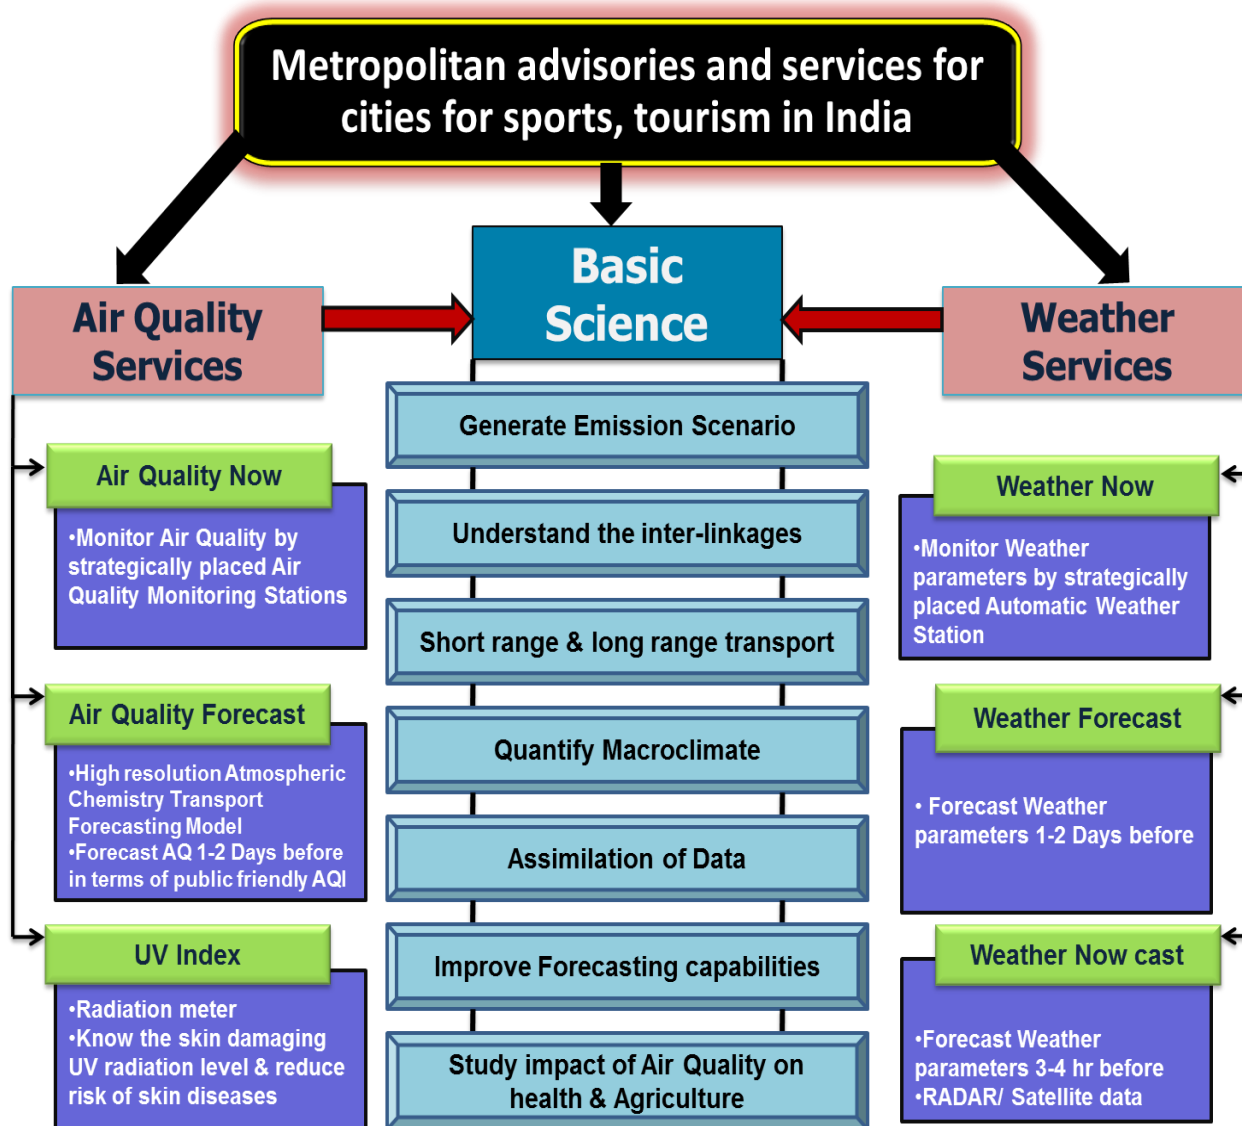 Metropolitan advisories and services for
cities for sports, tourism in India
Air Quality
Services
Basic
Science
Weather
Services
Air Quality Now
•Monitor Air Quality by
strategically placed Air
Quality Monitoring Stations
Air Quality Forecast
•High resolution Atmospheric
Chemistry Transport
Forecasting Model
•Forecast AQ 1-2 Days before
in terms of public friendly AQI
UV Index
•Radiation meter
•Know the skin damaging
UV radiation level & reduce
risk of skin diseases
Generate Emission Scenario
Understand the inter-linkages
Short range & long range transport
Quantify Macroclimate
Assimilation of Data
Improve Forecasting capabilities
Study impact of Air Quality on
health & Agriculture
Weather Now
•Monitor Weather
parameters by strategically
placed Automatic Weather
Station
Weather Forecast
• Forecast Weather
parameters 1-2 Days before
Weather Now cast
•Forecast Weather
parameters 3-4 hr before
•RADAR/ Satellite data